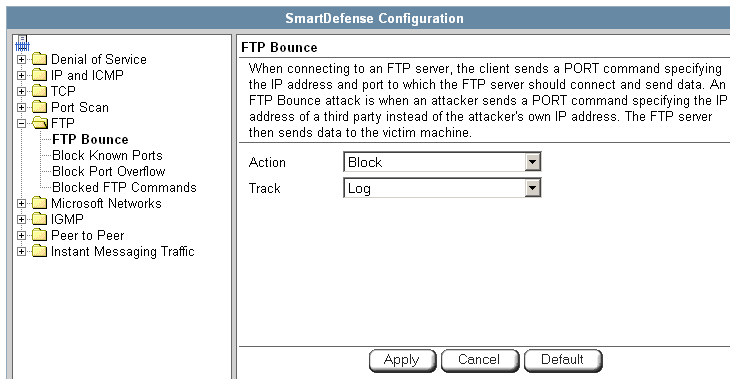 SmartDefense Configuration
Denial of Service
IP and ICMP
TCP
Port Scan
FTP
FTP Bounce
Block Known Ports
Block Port Overflow
Blocked FTP Commands
Microsoft Networks
IGMP
Peer to Peer
Instant Messaging Traffic
FTP Bounce
When connecting to an FTP server, the client sends a PORT command specifying
the IP address and port to which the FTP server should connect and send data. An
FTP Bounce attack is when an attacker sends a PORT command specifying the IP
address of a third party instead of the attacker's own IP address. The FTP server
then sends data to the victim machine.
Action Block
Track Log
Apply Cancel Default